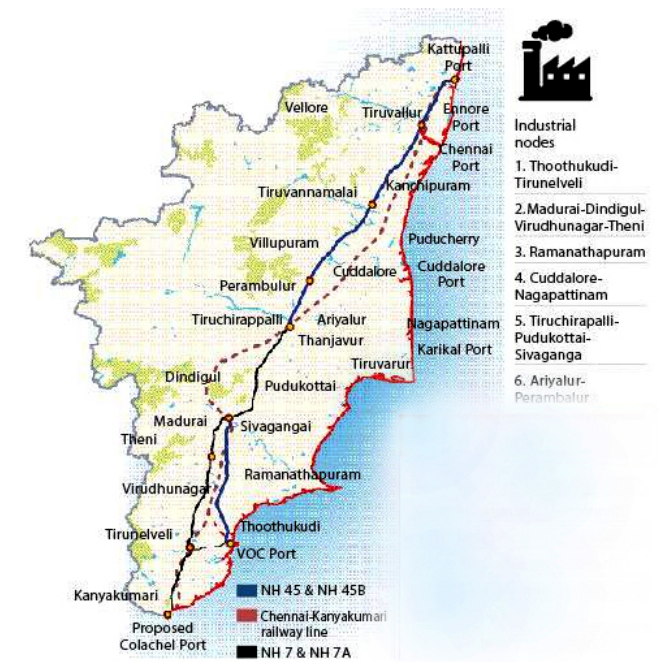 Kattupalli
Port
Vellore
Tiruvallur
Ennore
Port
Chennai
Port
Kanchipuram
Tiruvannamalai
Villupuram
Puducherry
Cuddalore
Cuddalore
Port
Perambulur
Tiruchirappalli
Ariyalur
Thanjavur
Nagapattinam
Karikal Port
Tiruvarur
Dindigul
Pudukottai
Madurai
Sivagangai
Theni
Virudhunagar
Ramanathapuram
Tirunelveli
Thoothukudi
VOC Port
Kanyakumari
Proposed
Colachel Port
NH 45 & NH 45B
Chennai-Kanyakumari
railway line
NH 7 & NH 7A
Industrial
nodes
1. Thoothukudi-
Tirunelveli
2.Madurai-Dindigul-
Virudhunagar-Theni
3. Ramanathapuram
4. Cuddalore-
Nagapattinam
5. Tiruchirapalli-
Pudukottai-
Sivaganga
6. Ariyalur-
Perambalur